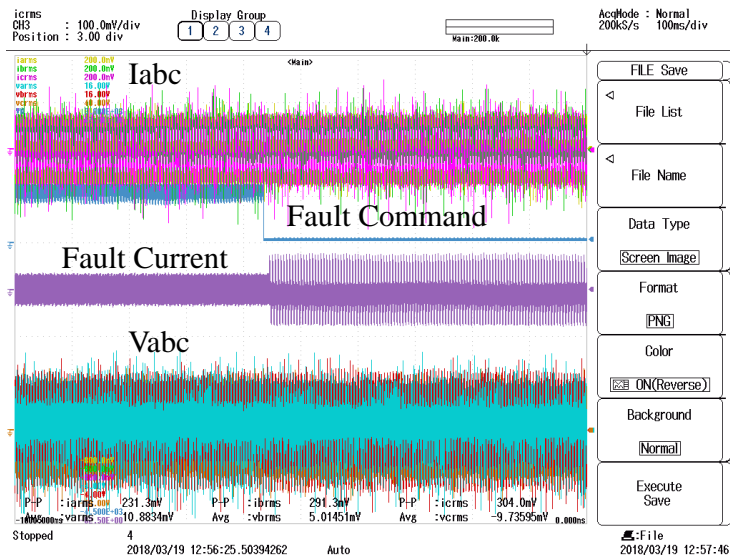 icrms
CH3 : 100.0mV/div
Position : 3.00 div
Display Group
1 2 3 4
Main:200.0k
AcqMode : Normal
200kS/s 100ms/div
<Main>
iarms 200.0mV
ibrms 200.0mV
icrms 200.0mV
varms 16.00V
vbrms 16.00V
vcrms
Iabc
Fault Command
Fault Current
Vabc
FILE Save
File List
File Name
Data Type
Screen Image
Format
PNG
Color
ON(Reverse)
Background
Normal
Execute
Save
P-P :iarms 231.3mV P-P :ibrms 291.3mV P-P :icrms 304.0mV
Avg :varms 10.8834mV Avg :vbrms 5.01451mV Avg :vcrms -9.73595mV
0.000ns
Stopped 4
2018/03/19 12:56:25.50394262 Auto
:File
2018/03/19 12:57:46